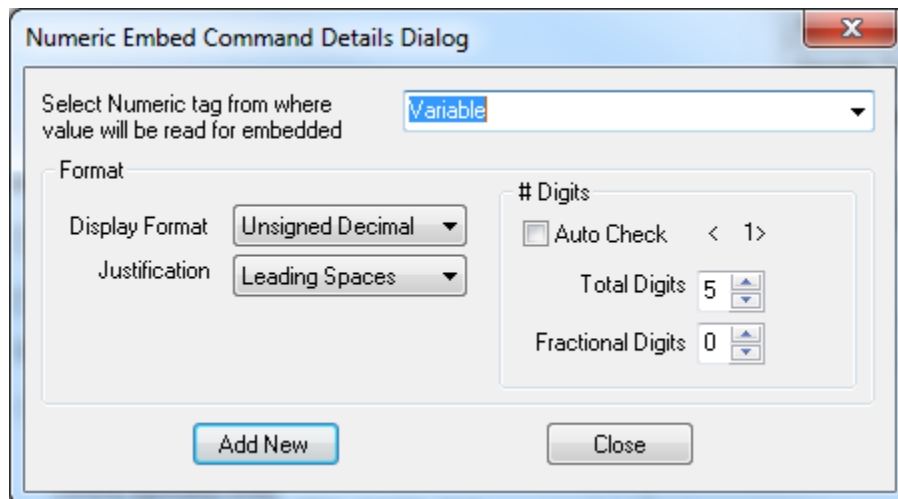 Numeric Embed Command Details Dialog
Select Numeric tag from where
value will be read for embedded
Variable
Format
Display Format
Unsigned Decimal
Justification
Leading Spaces
# Digits
Auto Check < 1>
Total Digits 5
Fractional Digits 0
Add New
Close